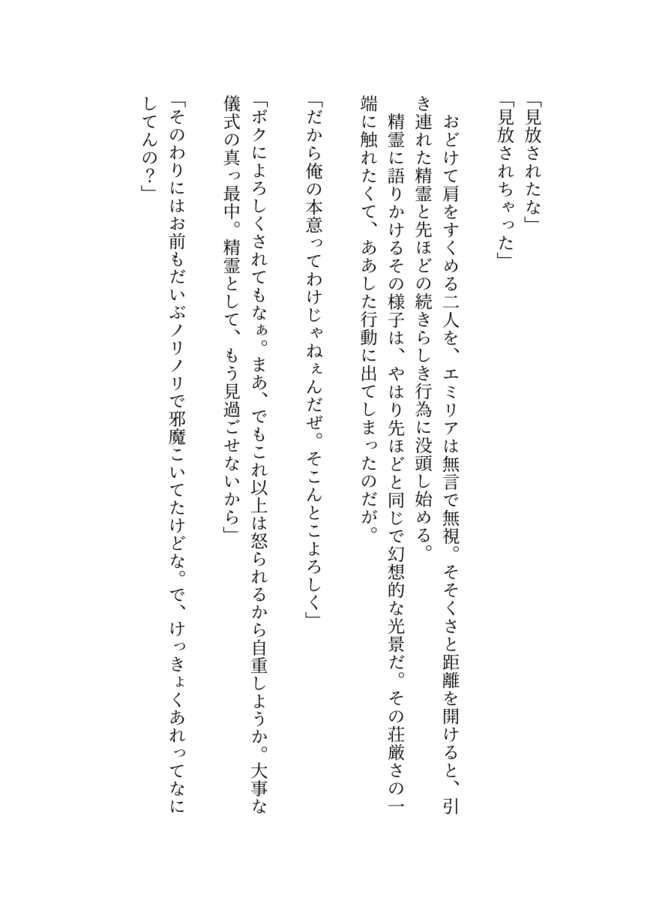 「見放されたな」
「見放されちゃった」
　おどけて肩をすくめる二人を、エミリアは無言で無視。そそくさと距離を開けると、引
き連れた精霊と先ほどの続きらしき行為に没頭し始める。
　精霊に語りかけるその様子は、やはり先ほどと同じで幻想的な光景だ。その荘厳さの一
端に触れたくて、ああした行動に出てしまったのだが。
「だから俺の本意ってわけじゃねぇんだぜ。そこんとこよろしく」
「ボクによろしくされてもなぁ。まあ、でもこれ以上は怒られるから自重しようか。大事な
儀式の真っ最中。精霊として、もう見過ごせないから」
「そのわりにはお前もだいぶノリノリで邪魔こいてたけどな。で、けっきょくあれってなに
してんの？」